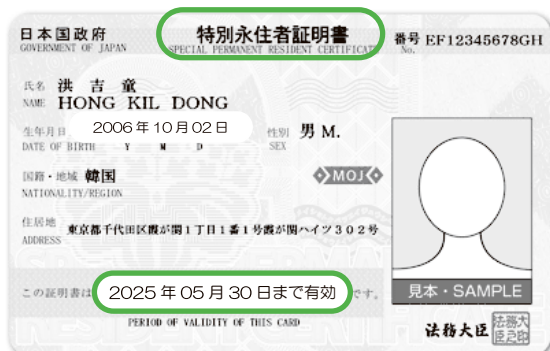 日本国政府 特別永住者証明書 番号 EF12345678GH
GOVERNMENT OF JAPAN SPECIAL PERMANENT RESIDENT CERTIFICATE No.
氏名 洪 吉 童
NAME HONG KIL DONG
生年月日 2006年10月02日 性別 男 M.
DATE OF BIRTH Y M D SEX
国籍・地域 韓国
NATIONALITY/REGION
MOJ
住居地 東京都千代田区霞が関1丁目1番1号霞が関ハイツ302号
ADDRESS
この証明書は 2025年05月30日まで有効 です。
PERIOD OF VALIDITY OF THIS CARD
見本・SAMPLE
法務大臣
法務大臣之印